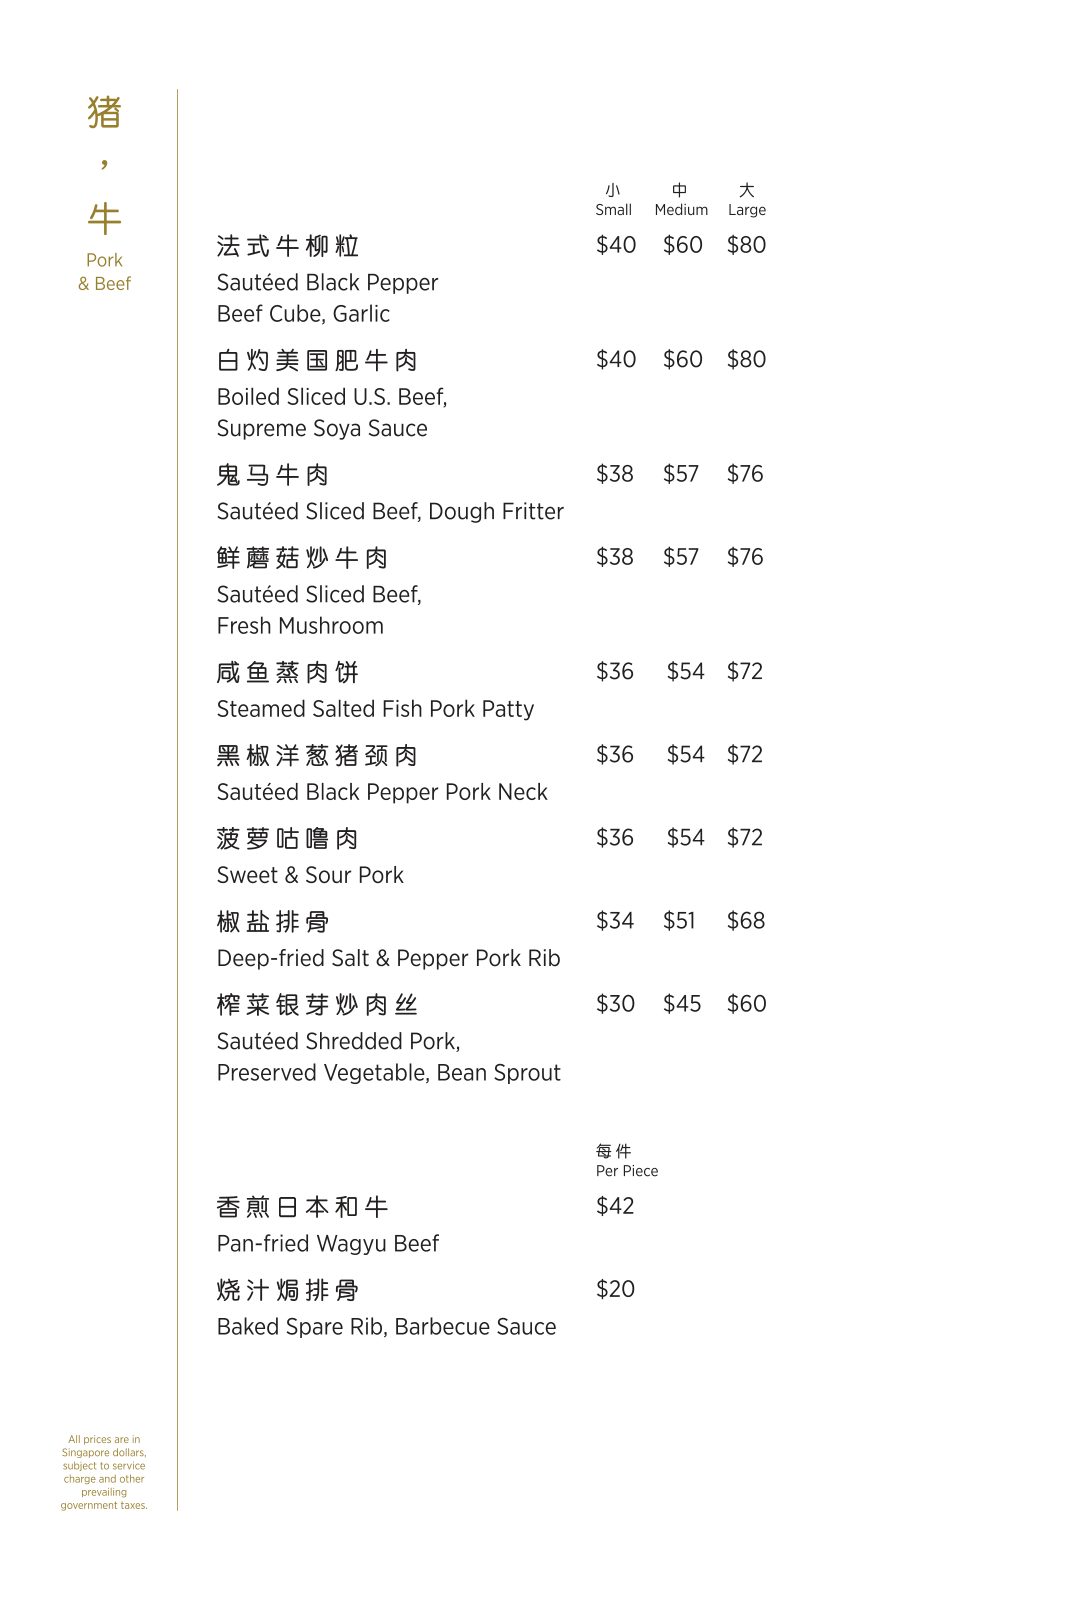 猪
，
牛
Pork
& Beef
小 中 大
Small Medium Large
法式牛柳粒 $40 $60 $80
Sautéed Black Pepper
Beef Cube, Garlic
白灼美国肥牛肉 $40 $60 $80
Boiled Sliced U.S. Beef,
Supreme Soya Sauce
鬼马牛肉 $38 $57 $76
Sautéed Sliced Beef, Dough Fritter
鲜蘑菇炒牛肉 $38 $57 $76
Sautéed Sliced Beef,
Fresh Mushroom
咸鱼蒸肉饼 $36 $54 $72
Steamed Salted Fish Pork Patty
黑椒洋葱猪颈肉 $36 $54 $72
Sautéed Black Pepper Pork Neck
菠萝咕噜肉 $36 $54 $72
Sweet & Sour Pork
椒盐排骨 $34 $51 $68
Deep-fried Salt & Pepper Pork Rib
榨菜银芽炒肉丝 $30 $45 $60
Sautéed Shredded Pork,
Preserved Vegetable, Bean Sprout
每件
Per Piece
香煎日本和牛 $42
Pan-fried Wagyu Beef
烧汁焗排骨 $20
Baked Spare Rib, Barbecue Sauce
All prices are in
Singapore dollars,
subject to service
charge and other
prevailing
government taxes.